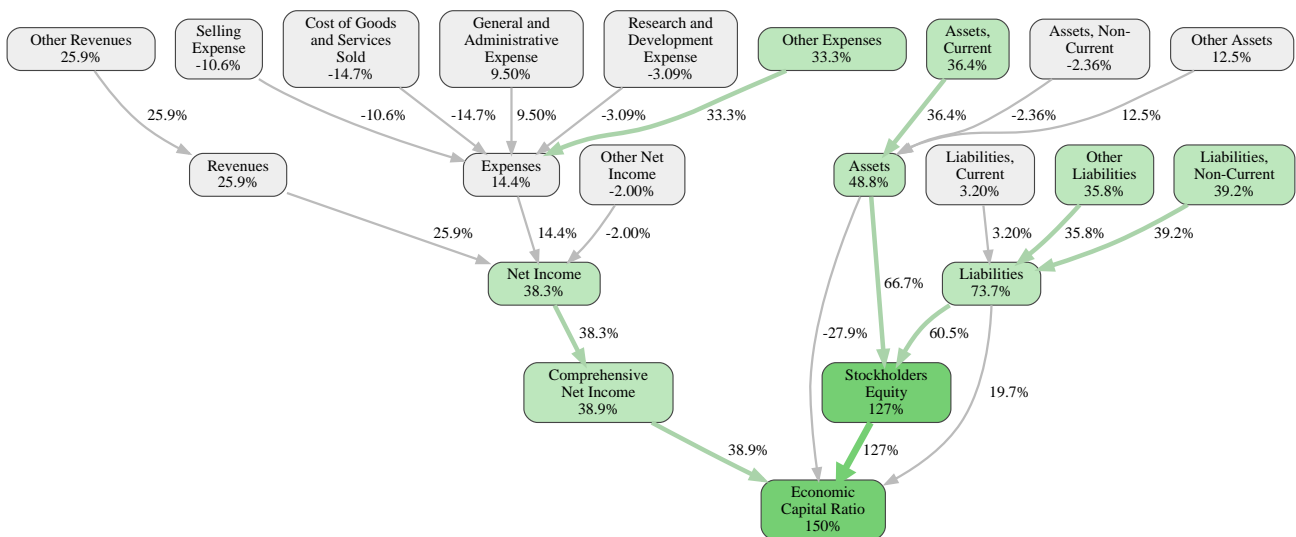 Other Revenues
25.9%
Selling
Expense
-10.6%
Cost of Goods
and Services
Sold
-14.7%
General and
Administrative
Expense
9.50%
Research and
Development
Expense
-3.09%
Other Expenses
33.3%
Assets,
Current
36.4%
Assets, Non-
Current
-2.36%
Other Assets
12.5%
25.9%
-10.6%
-14.7%
9.50%
-3.09%
33.3%
36.4%
-2.36%
12.5%
Revenues
25.9%
Expenses
14.4%
Other Net
Income
-2.00%
Assets
48.8%
Liabilities,
Current
3.20%
Other
Liabilities
35.8%
Liabilities,
Non-Current
39.2%
25.9%
14.4%
-2.00%
3.20%
35.8%
39.2%
Net Income
38.3%
66.7%
Liabilities
73.7%
38.3%
-27.9%
60.5%
Comprehensive
Net Income
38.9%
Stockholders
Equity
127%
19.7%
38.9%
127%
Economic
Capital Ratio
150%